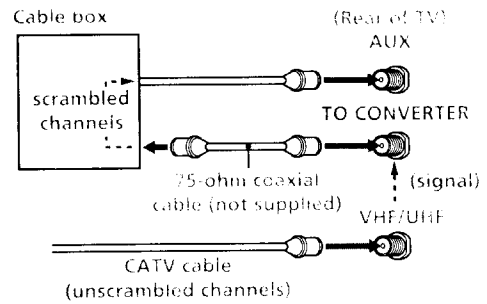 Cable box
(Rear of TV)
AUX
scrambled
channels
TO CONVERTER
75-ohm coaxial
cable (not supplied)
(signal)
VHF/UHF
CATV cable
(unscrambled channels)